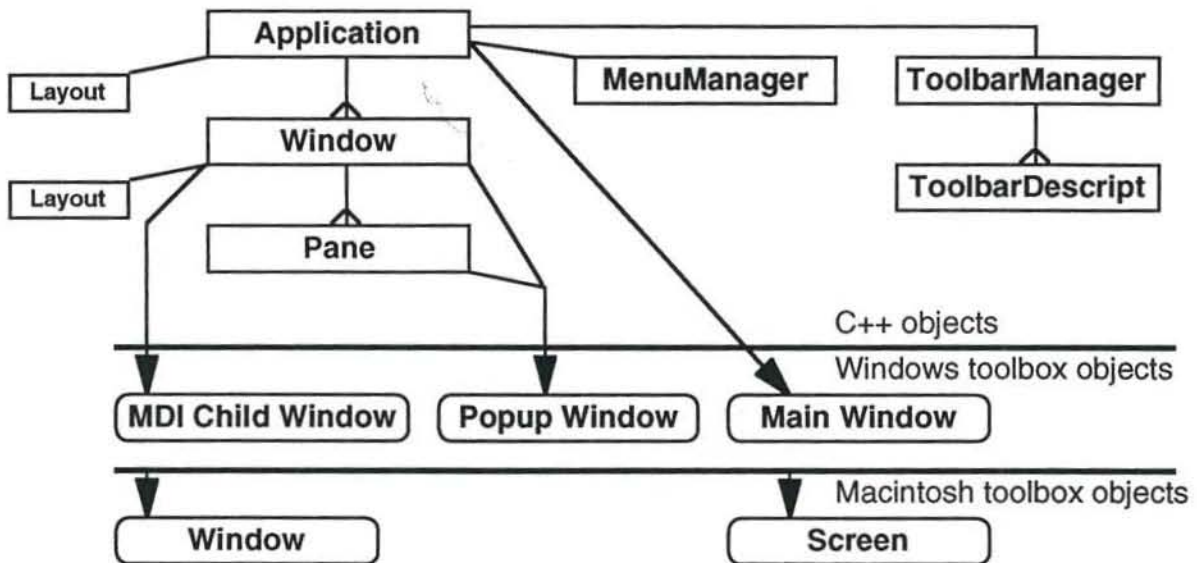 Application
MenuManager
ToolbarManager
Layout
Window
ToolbarDescript
Layout
Pane
C++ objects
Windows toolbox objects
MDI Child Window
Popup Window
Main Window
Macintosh toolbox objects
Window
Screen